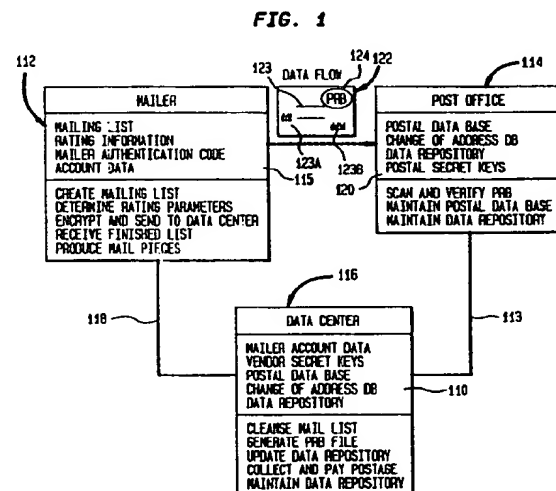 FIG. 1
112
MAILER
MAILING LIST
RATING INFORMATION
MAILER AUTHENTICATION CODE
ACCOUNT DATA
115
CREATE MAILING LIST
DETERMINE RATING PARAMETERS
ENCRYPT AND SEND TO DATA CENTER
RECEIVE FINISHED LIST
PRODUCE MAIL PIECES
DATA FLOW
123
124
122
PRB
123A
123B
114
POST OFFICE
POSTAL DATA BASE
CHANGE OF ADDRESS DB
DATA REPOSITORY
POSTAL SECRET KEYS
120
SCAN AND VERIFY PRB
MAINTAIN POSTAL DATA BASE
MAINTAIN DATA REPOSITORY
118
113
116
DATA CENTER
MAILER ACCOUNT DATA
VENDOR SECRET KEYS
POSTAL DATA BASE
CHANGE OF ADDRESS DB
DATA REPOSITORY
110
CLEANSE MAIL LIST
GENERATE PRB FILE
UPDATE DATA REPOSITORY
COLLECT AND PAY POSTAGE
MAINTAIN DATA REPOSITORY